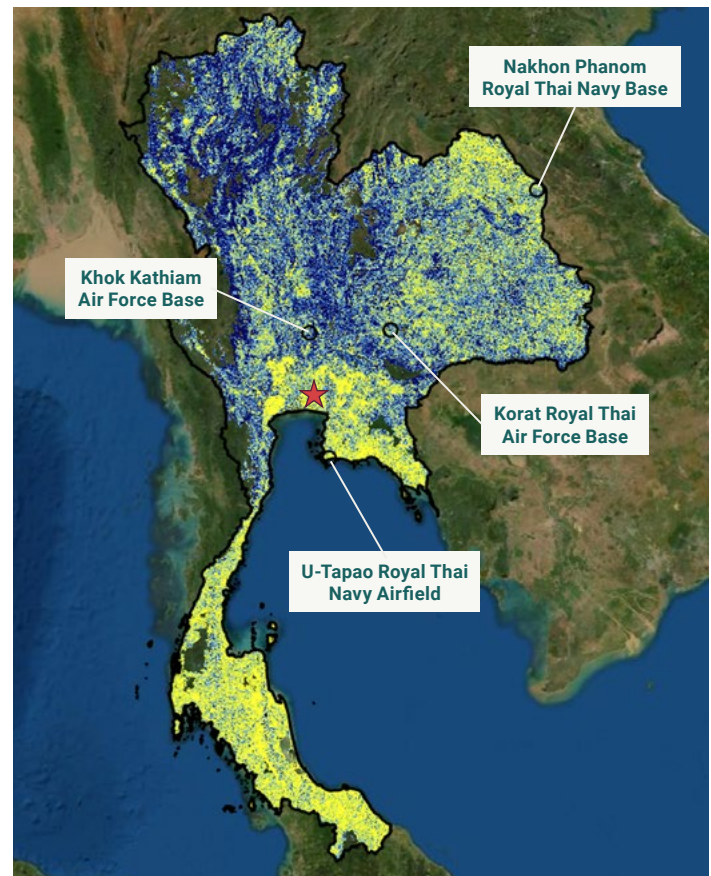 Nakhon Phanom
Royal Thai Navy Base
Khok Kathiam
Air Force Base
Korat Royal Thai
Air Force Base
U-Tapao Royal Thai
Navy Airfield